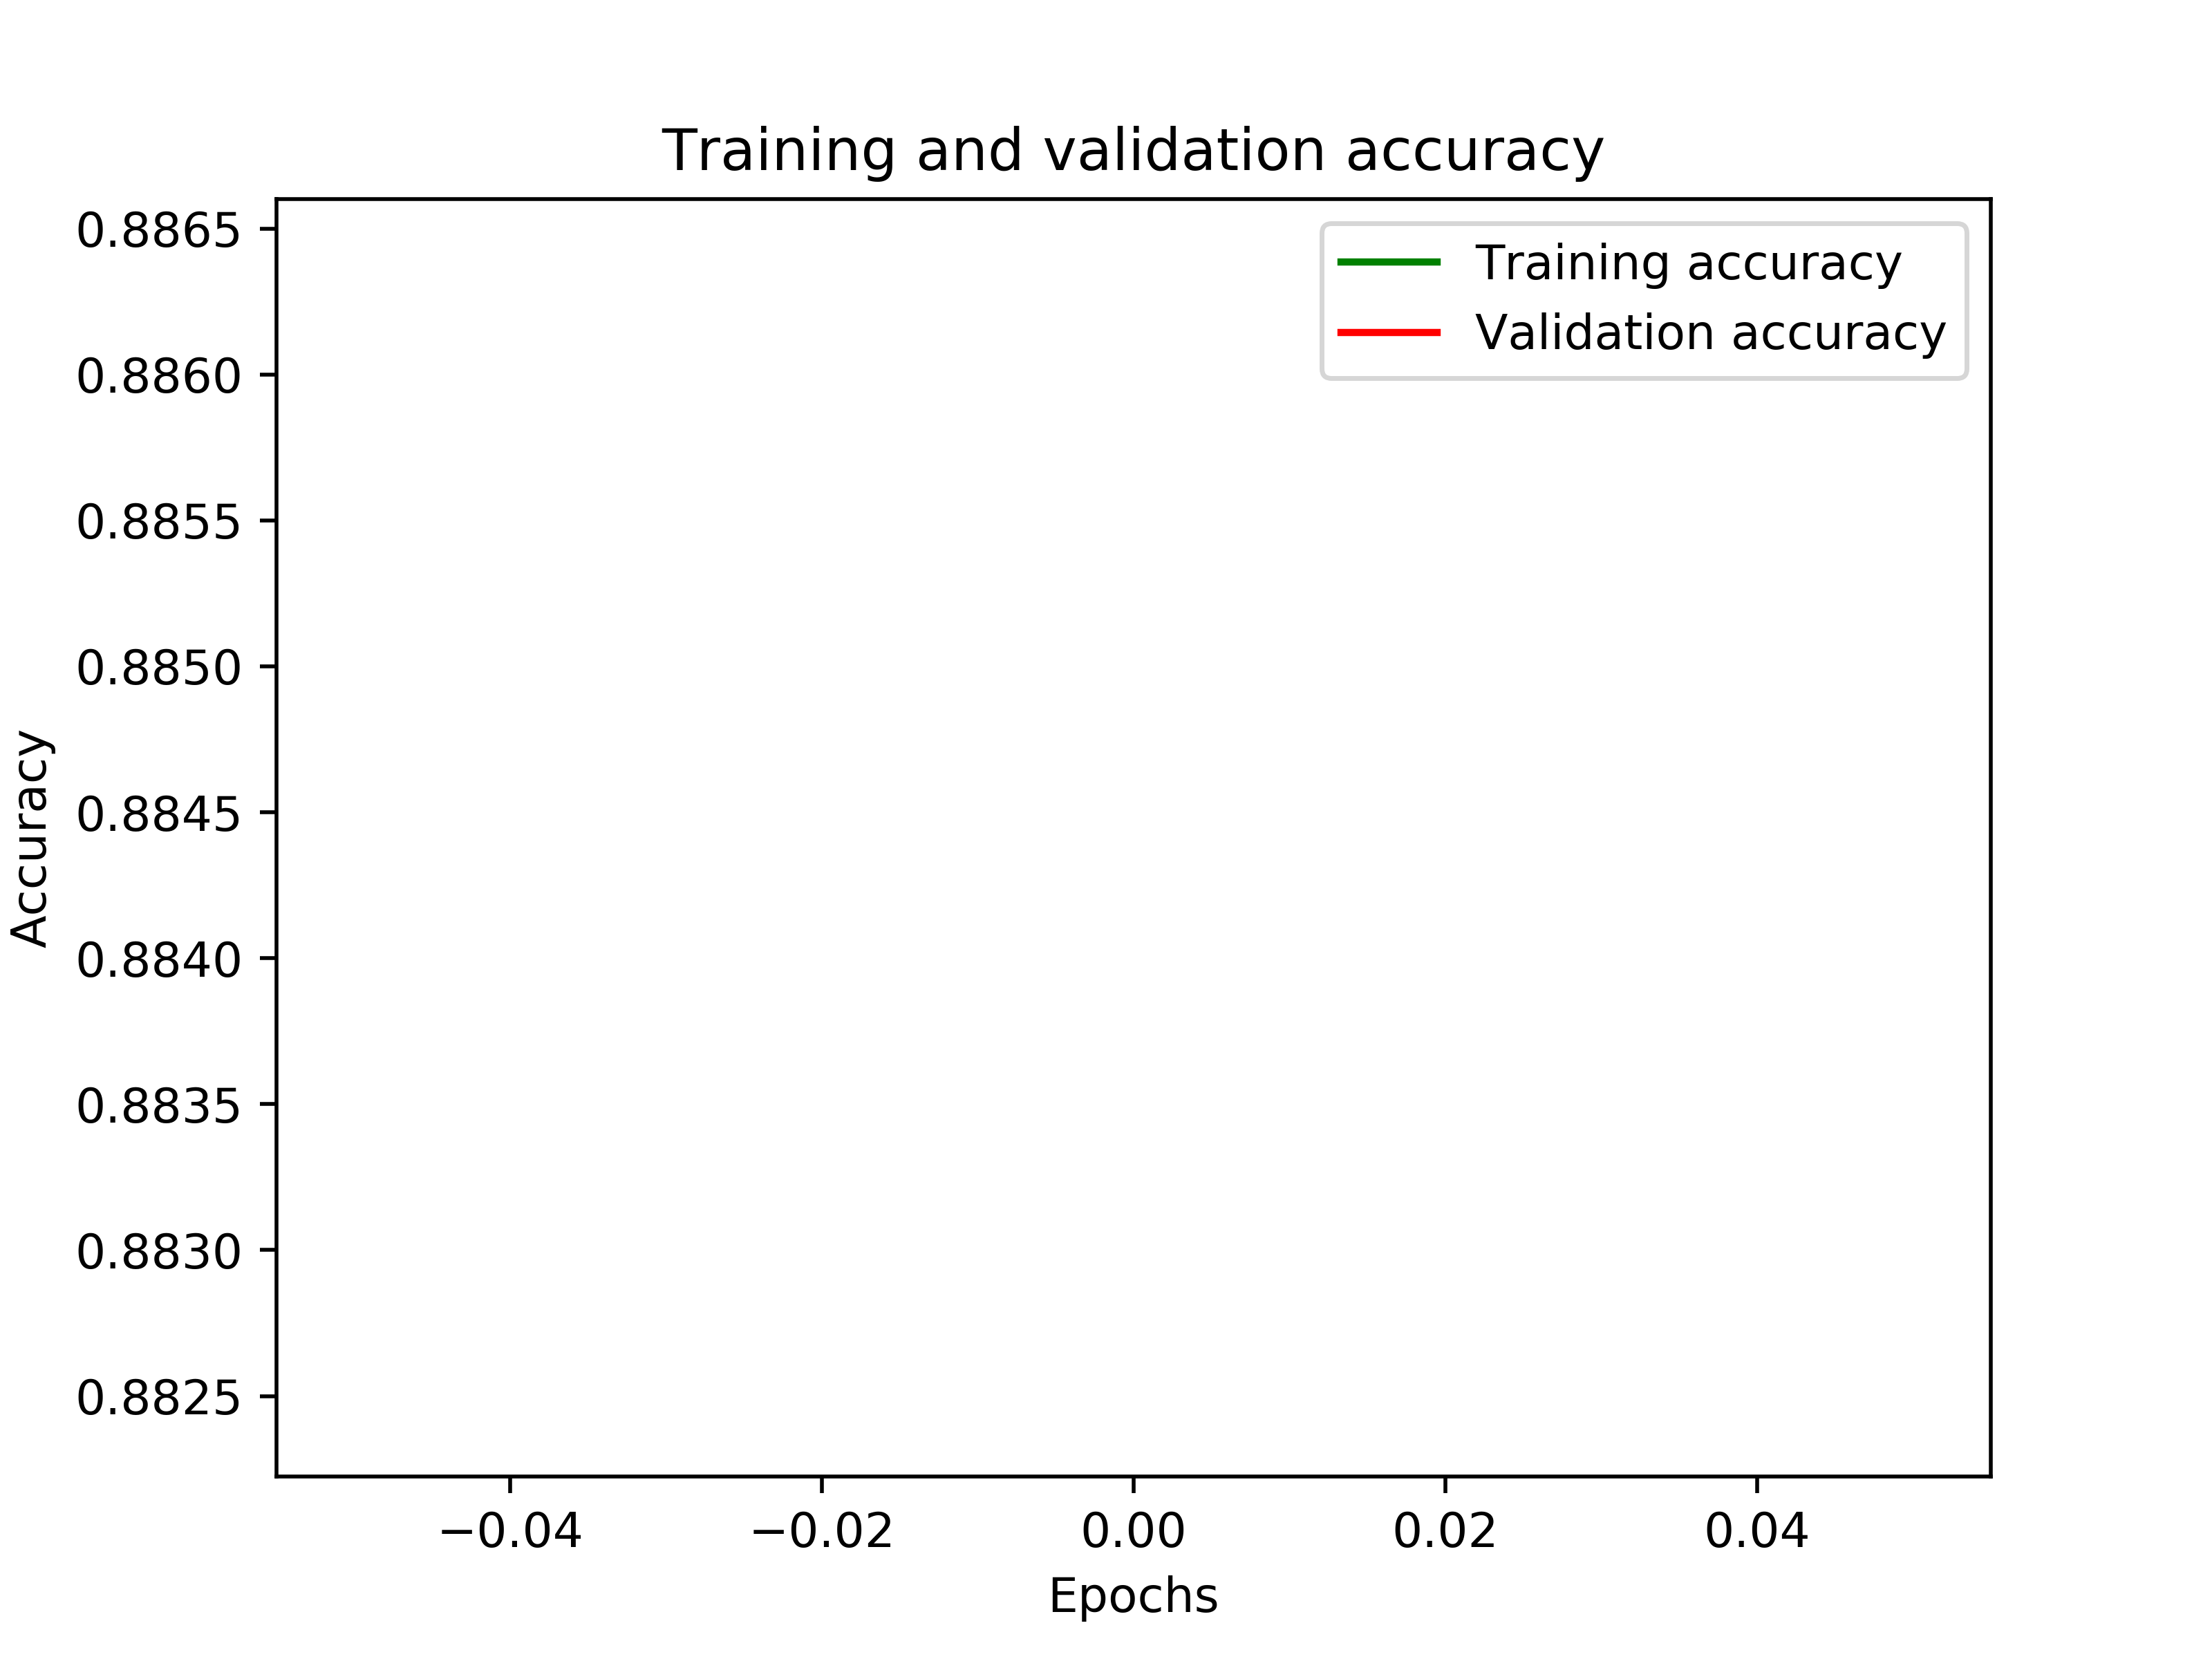 Training and validation accuracy
Training accuracy
Validation accuracy
0.8865
0.8860
0.8855
0.8850
0.8845
0.8840
0.8835
0.8830
0.8825
Accuracy
−0.04
−0.02
0.00
0.02
0.04
Epochs